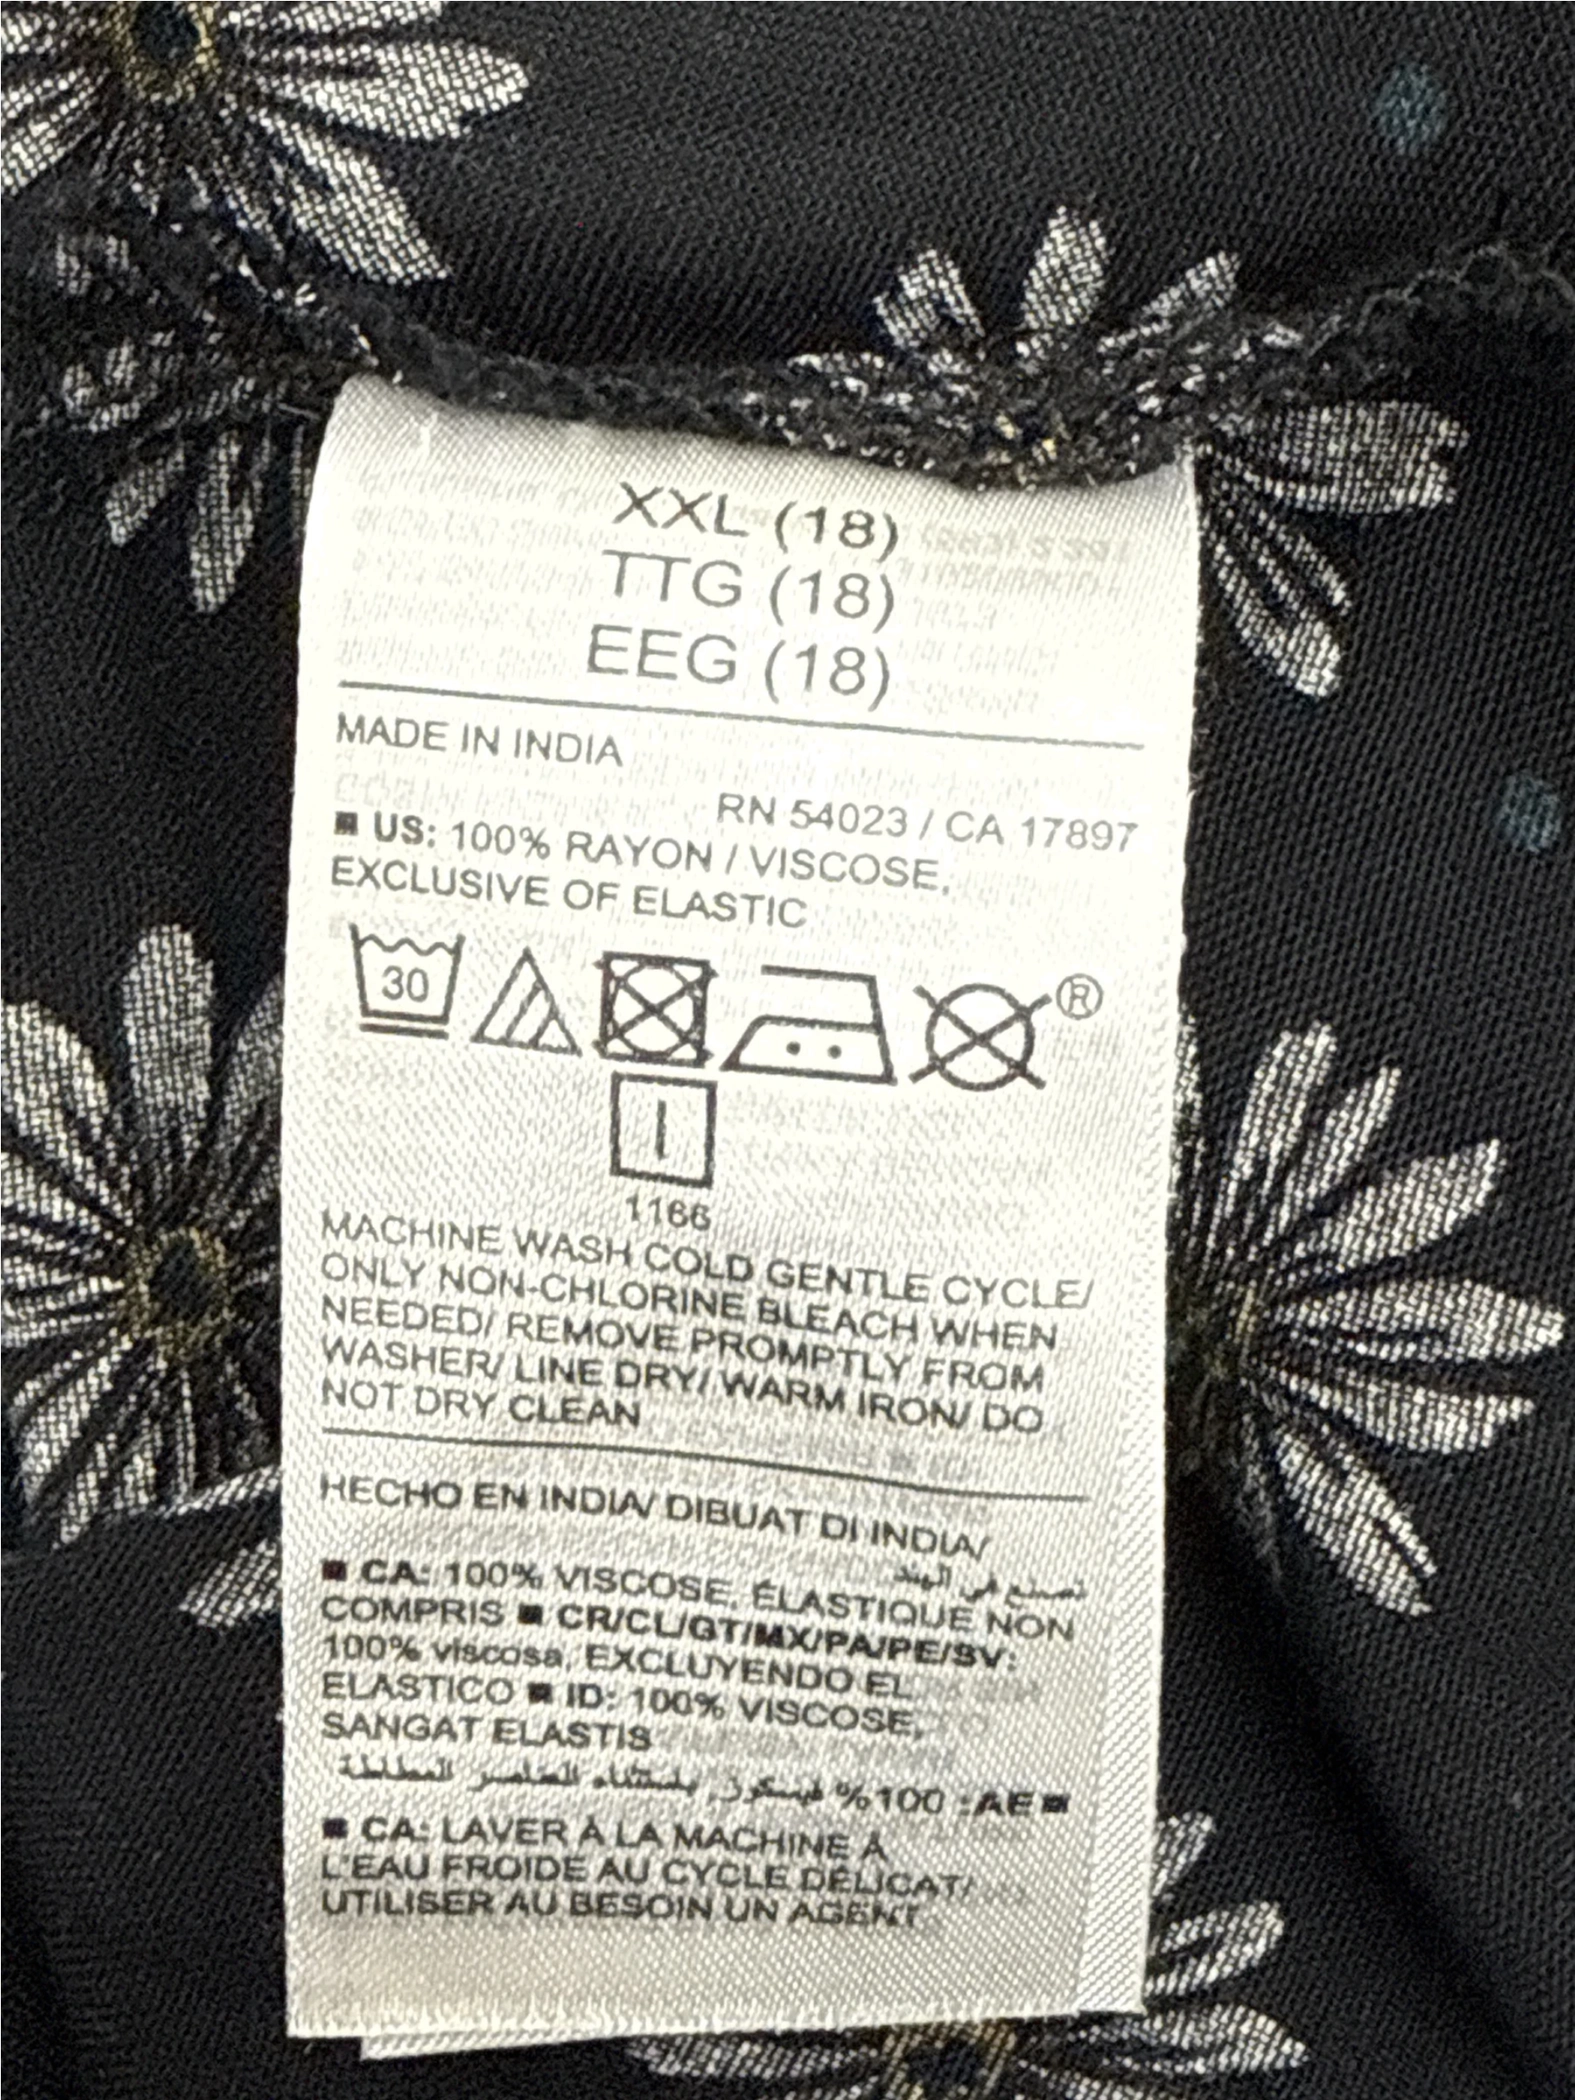 XXL (18)
TTG (18)
EEG (18)
MADE IN INDIA
RN 54023 / CA 17897
■ US: 100% RAYON / VISCOSE,
EXCLUSIVE OF ELASTIC
30
®
1166
MACHINE WASH COLD GENTLE CYCLE/
ONLY NON-CHLORINE BLEACH WHEN
NEEDED/ REMOVE PROMPTLY FROM
WASHER/ LINE DRY/ WARM IRON/ DO
NOT DRY CLEAN
HECHO EN INDIA/ DIBUAT DI INDIA/
تصنع في الهند
■ CA: 100% VISCOSE, ÉLASTIQUE NON
COMPRIS ■ CR/CL/GT/MX/PA/PE/SV:
100% viscosa, EXCLUYENDO EL
ELASTICO ■ ID: 100% VISCOSE,
SANGAT ELASTIS
■ AE: 100% فيسكوز, باستثناء العناصر المطاطة
■ CA: LAVER À LA MACHINE À
L'EAU FROIDE AU CYCLE DÉLICAT/
UTILISER AU BESOIN UN AGENT